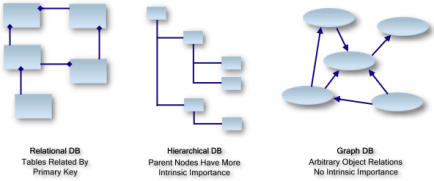 Relational DB
Tables Related By
Primary Key
Hierarchical DB
Parent Nodes Have More
Intrinsic Importance
Graph DB
Arbitrary Object Relations
No Intrinsic Importance